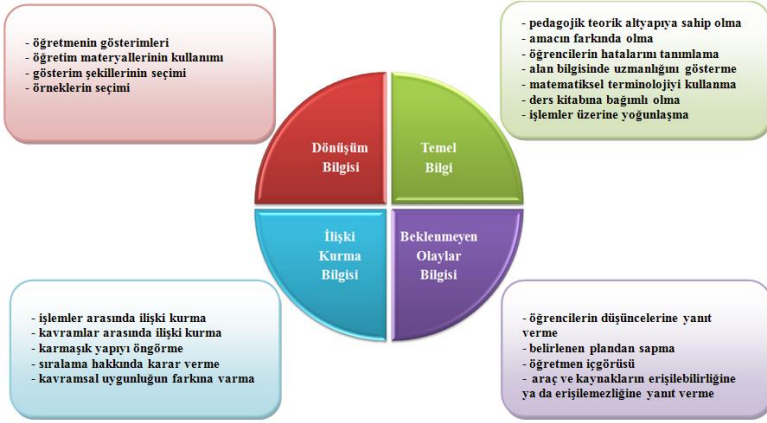 - öğretmenin gösterimleri
- öğretim materyallerinin kullanımı
- gösterim şekillerinin seçimi
- örneklerin seçimi
- pedagojik teorik altyapıya sahip olma
- amacın farkında olma
- öğrencilerin hatalarını tanımlama
- alan bilgisinde uzmanlığını gösterme
- matematiksel terminolojiyi kullanma
- ders kitabına bağımlı olma
- işlemler üzerine yoğunlaşma
Dönüşüm
Bilgisi
Temel
Bilgi
İlişki
Kurma
Bilgisi
Beklenmeyen
Olaylar
Bilgisi
- işlemler arasında ilişki kurma
- kavramlar arasında ilişki kurma
- karmaşık yapıyı öngörme
- sıralama hakkında karar verme
- kavramsal uygunluğun farkına varma
- öğrencilerin düşüncelerine yanıt
verme
- belirlenen plandan sapma
- öğretmen içgörüsü
- araç ve kaynakların erişilebilirliğine
ya da erişilemezliğine yanıt verme